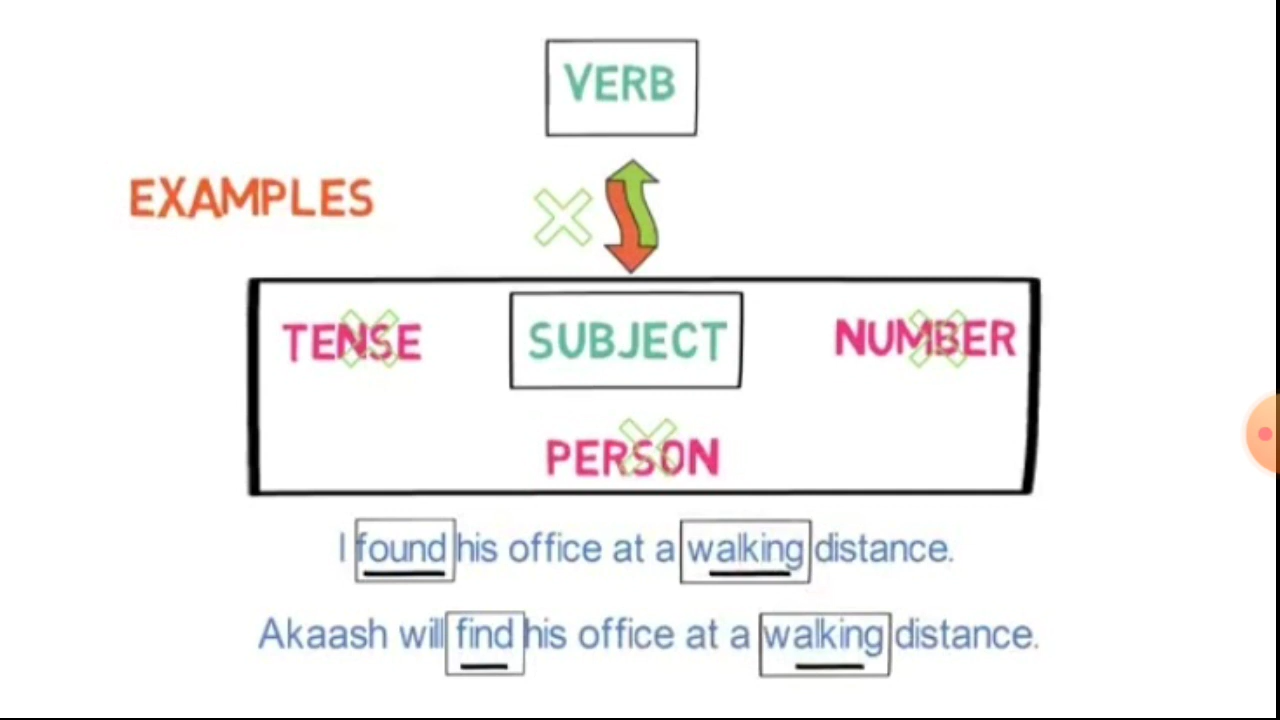 VERB
EXAMPLES
TENSE SUBJECT NUMBER
PERSON
I found his office at a walking distance.
Akaash will find his office at a walking distance.